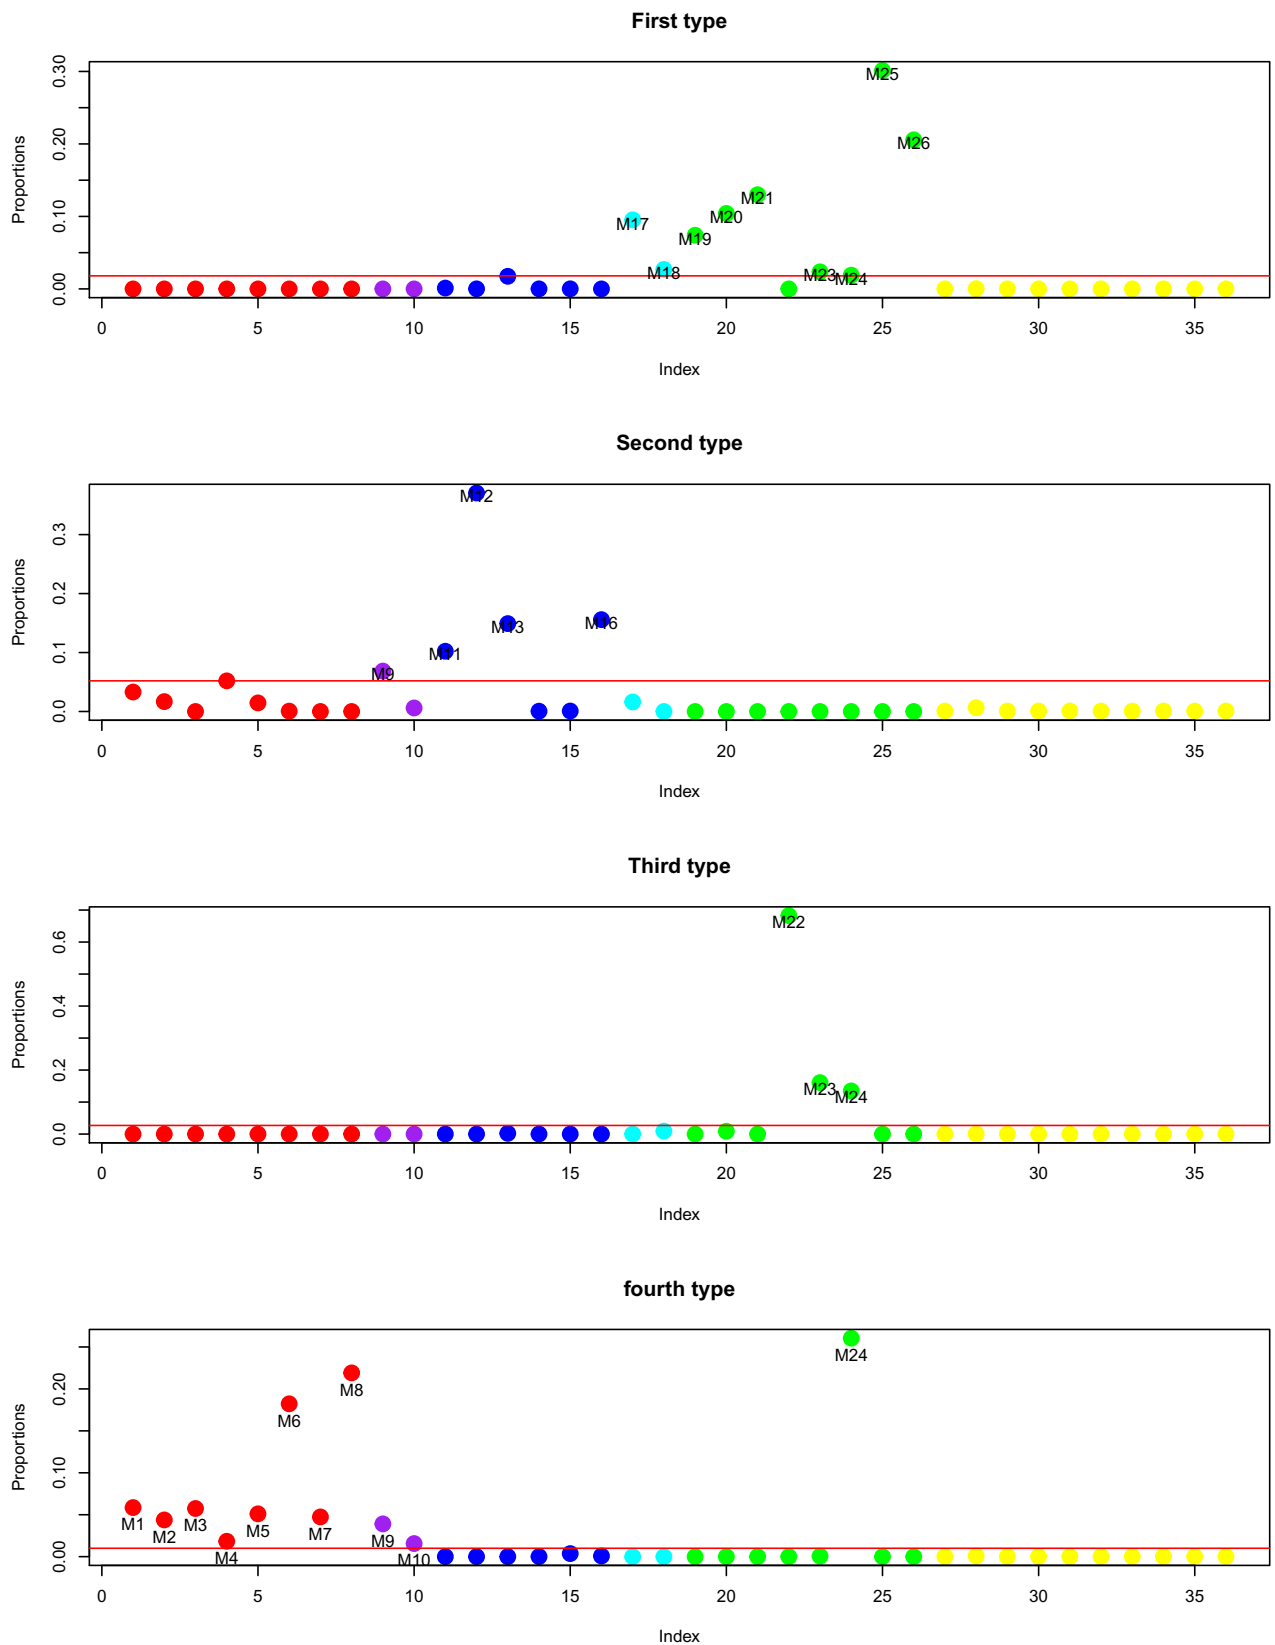 First type
Proportions
0.00 0.10 0.20 0.30
M17 M18 M19 M20 M21 M23 M24 M25 M26
0 5 10 15 20 25 30 35
Index
Second type
Proportions
0.0 0.1 0.2 0.3
M9 M11 M12 M13 M16
0 5 10 15 20 25 30 35
Index
Third type
Proportions
0.0 0.2 0.4 0.6
M22 M23 M24
0 5 10 15 20 25 30 35
Index
fourth type
Proportions
0.00 0.10 0.20
M1 M2 M3 M4 M5 M6 M7 M8 M9 M10 M24
0 5 10 15 20 25 30 35
Index